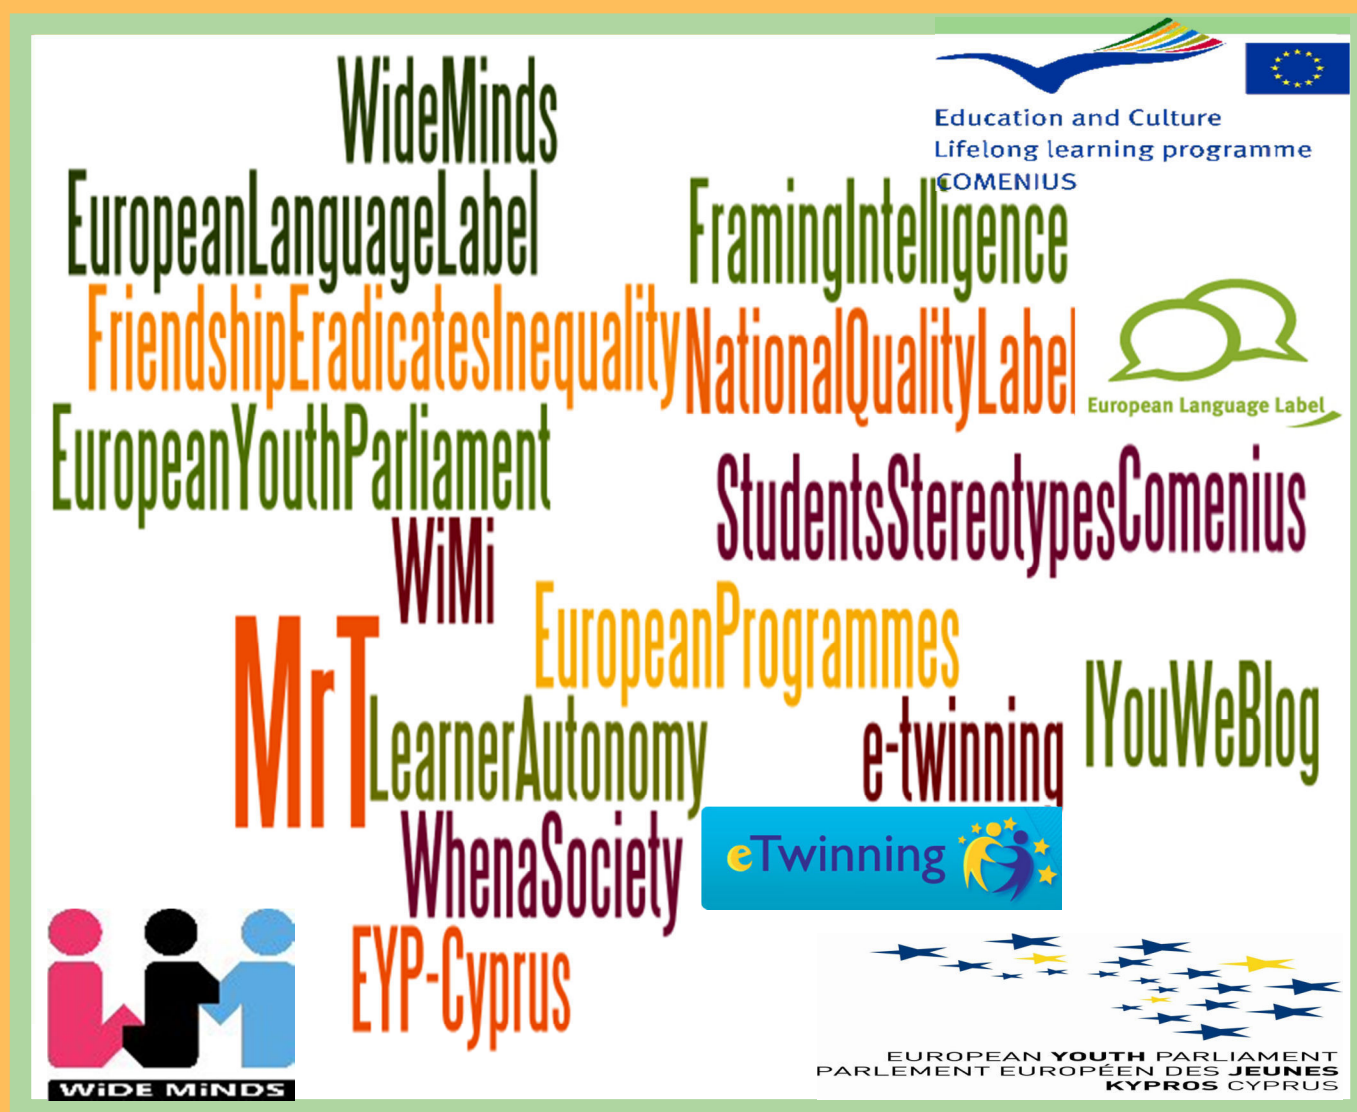 WideMinds
Education and Culture
Lifelong learning programme
COMENIUS
EuropeanLanguageLabel
FramingIntelligence
FriendshipEradicatesInequality
NationalQualityLabel
European Language Label
EuropeanYouthParliament
StudentsStereotypesComenius
WiMi
EuropeanProgrammes
MrT
IYouWeBlog
LearnerAutonomy
e-twinning
WhenaSociety
eTwinning
EYP-Cyprus
WiDE MiNDS
EUROPEAN YOUTH PARLIAMENT
PARLEMENT EUROPÉEN DES JEUNES
KYPROS CYPRUS